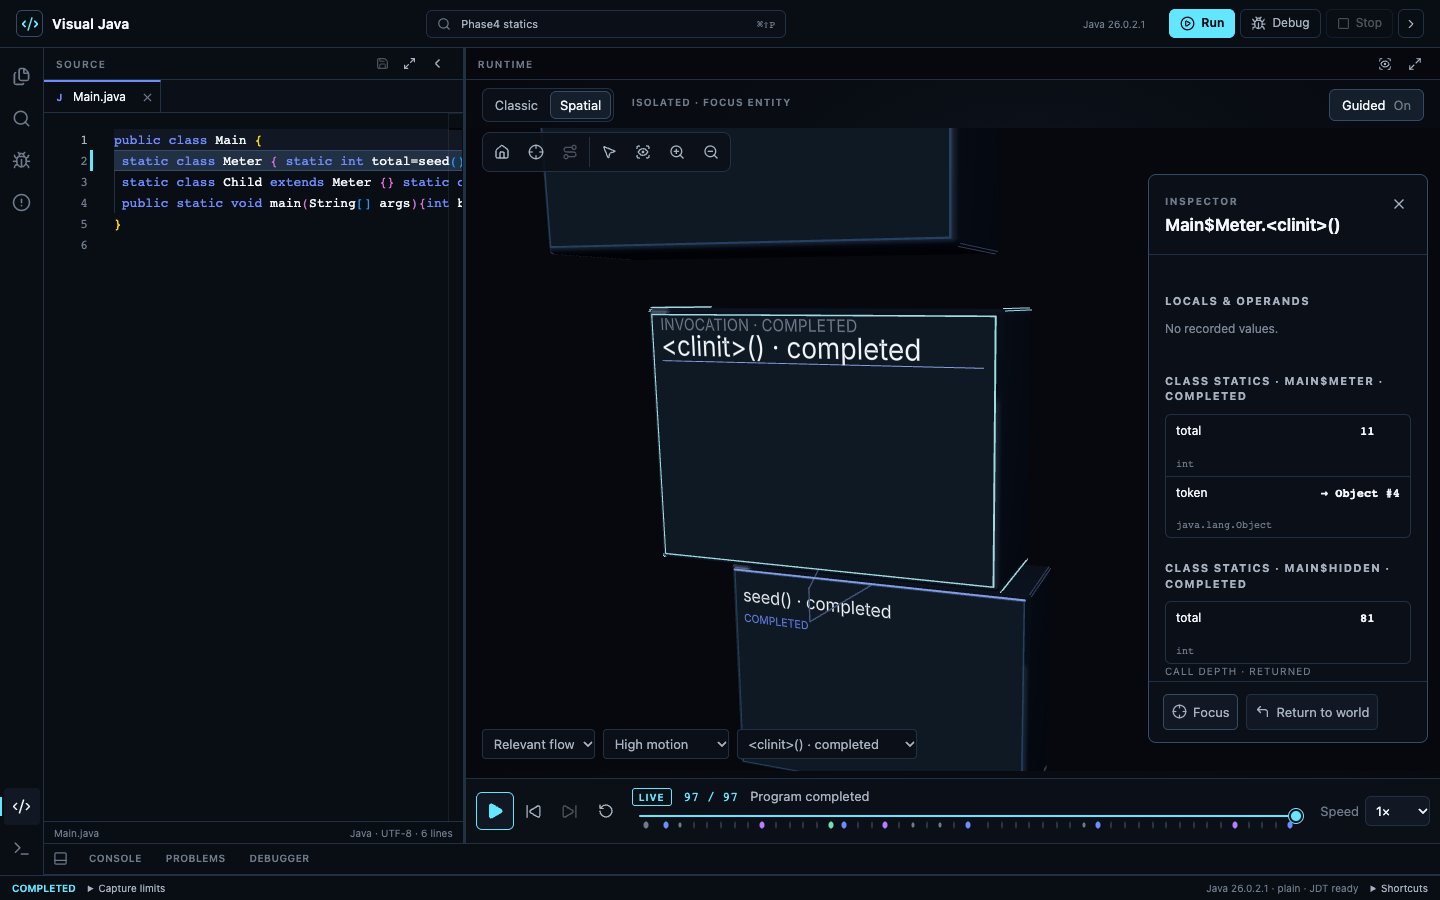 Visual Java
Phase4 statics
⌘⇧P
Java 26.0.2.1
Run
Debug
Stop
SOURCE
J Main.java
1 public class Main {
2 static class Meter { static int total=seed()
3 static class Child extends Meter {} static c
4 public static void main(String[] args){int b
5 }
6
Main.java
Java · UTF-8 · 6 lines
RUNTIME
Classic
Spatial
ISOLATED · FOCUS ENTITY
Guided On
INVOCATION · COMPLETED
<clinit>() · completed
seed() · completed
COMPLETED
Relevant flow
High motion
<clinit>() · completed
INSPECTOR
Main$Meter.<clinit>()
LOCALS & OPERANDS
No recorded values.
CLASS STATICS · MAIN$METER ·
COMPLETED
total 11
int
token → Object #4
java.lang.Object
CLASS STATICS · MAIN$HIDDEN ·
COMPLETED
total 81
int
CALL DEPTH · RETURNED
Focus
Return to world
LIVE 97 / 97 Program completed
Speed 1×
CONSOLE
PROBLEMS
DEBUGGER
COMPLETED
Capture limits
Java 26.0.2.1 · plain · JDT ready
Shortcuts